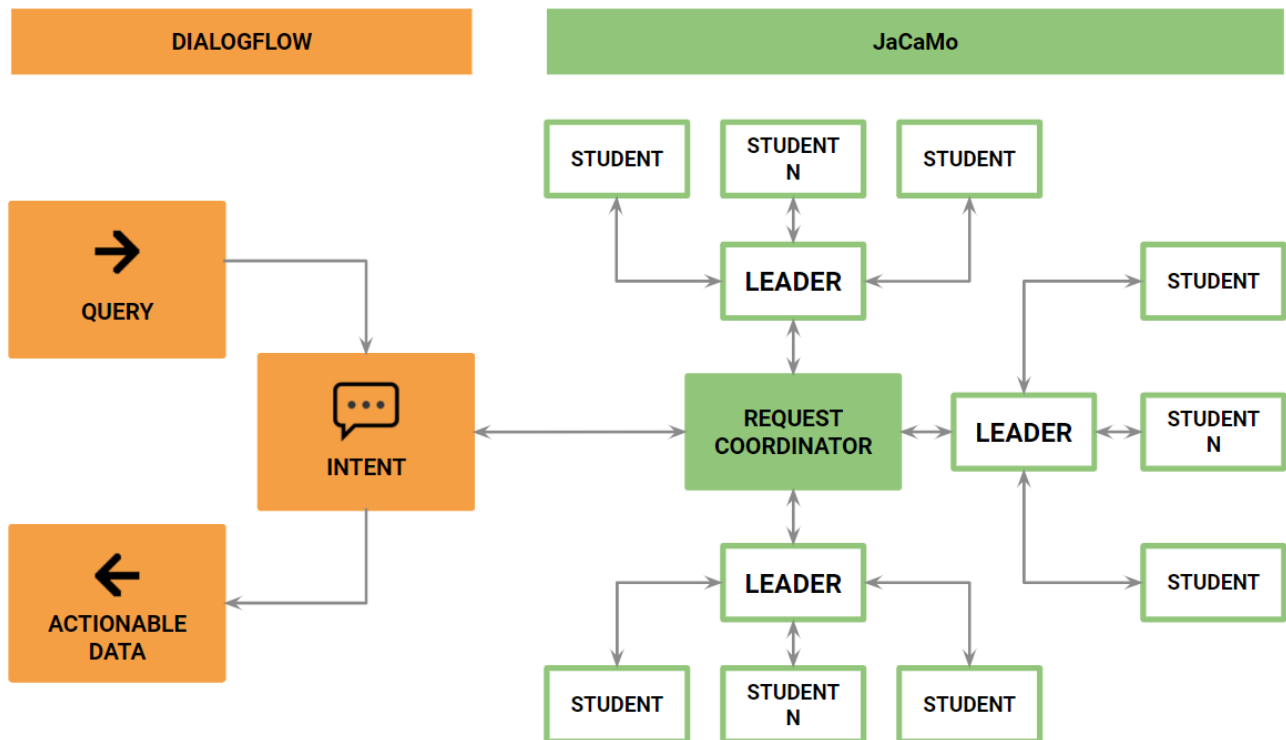 DIALOGFLOW
JaCaMo
STUDENT
STUDENT
N
STUDENT
QUERY
LEADER
STUDENT
INTENT
REQUEST
COORDINATOR
LEADER
STUDENT
N
ACTIONABLE
DATA
LEADER
STUDENT
STUDENT
STUDENT
N
STUDENT